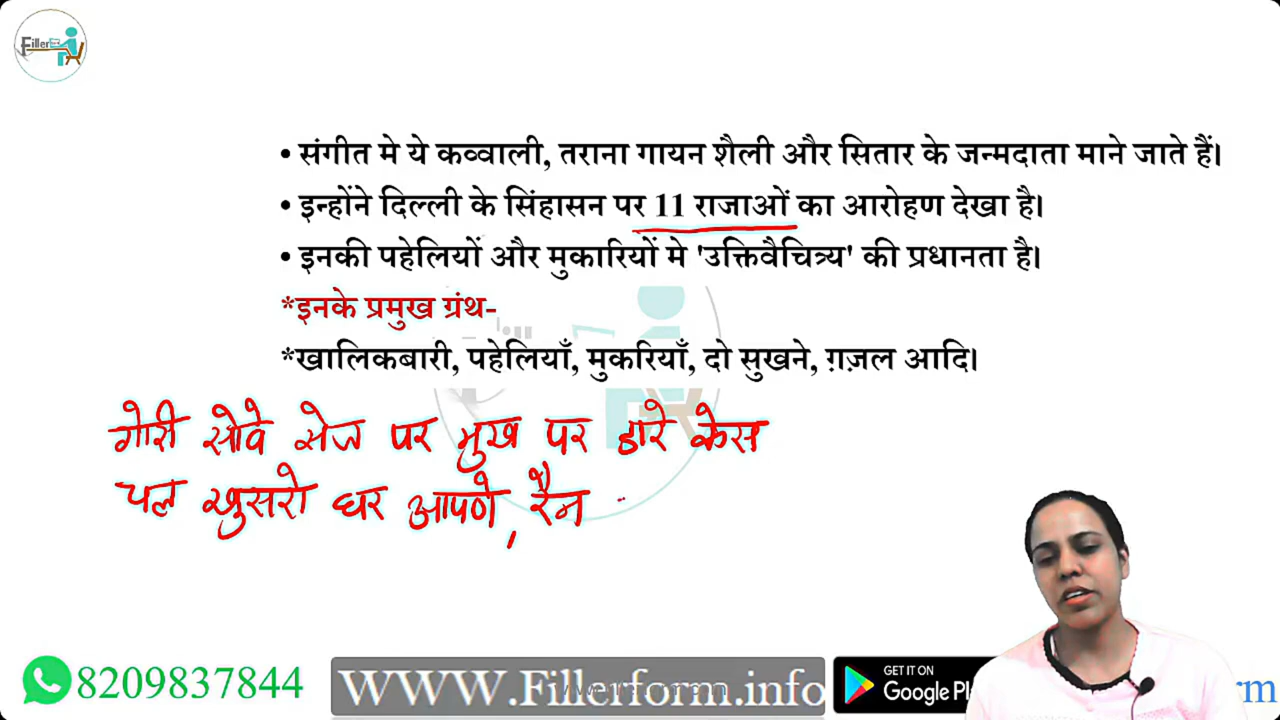 Filler
• संगीत मे ये कव्वाली, तराना गायन शैली और सितार के जन्मदाता माने जाते हैं।
• इन्होंने दिल्ली के सिंहासन पर 11 राजाओं का आरोहण देखा है।
• इनकी पहेलियों और मुकारियों मे 'उक्तिवैचित्र्य' की प्रधानता है।
*इनके प्रमुख ग्रंथ-
*खालिकबारी, पहेलियाँ, मुकरियाँ, दो सुखने, ग़ज़ल आदि।
गोरी सोवे सेज पर मुख पर डारे केस
चल खुसरो घर आपणे, रैन
8209837844
WWW.Fillerform.info
GET IT ON
Google Pl
rm